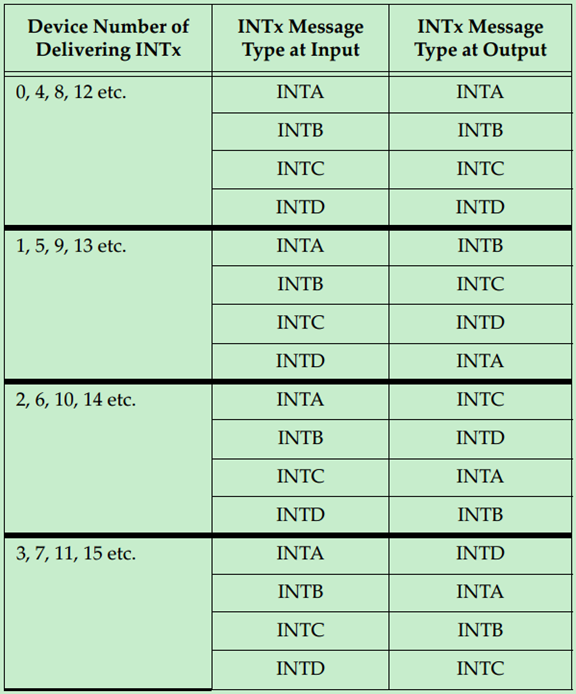 Device Number of Delivering INTx | INTx Message Type at Input | INTx Message Type at Output
0, 4, 8, 12 etc. | INTA | INTA
INTB | INTB
INTC | INTC
INTD | INTD
1, 5, 9, 13 etc. | INTA | INTB
INTB | INTC
INTC | INTD
INTD | INTA
2, 6, 10, 14 etc. | INTA | INTC
INTB | INTD
INTC | INTA
INTD | INTB
3, 7, 11, 15 etc. | INTA | INTD
INTB | INTA
INTC | INTB
INTD | INTC